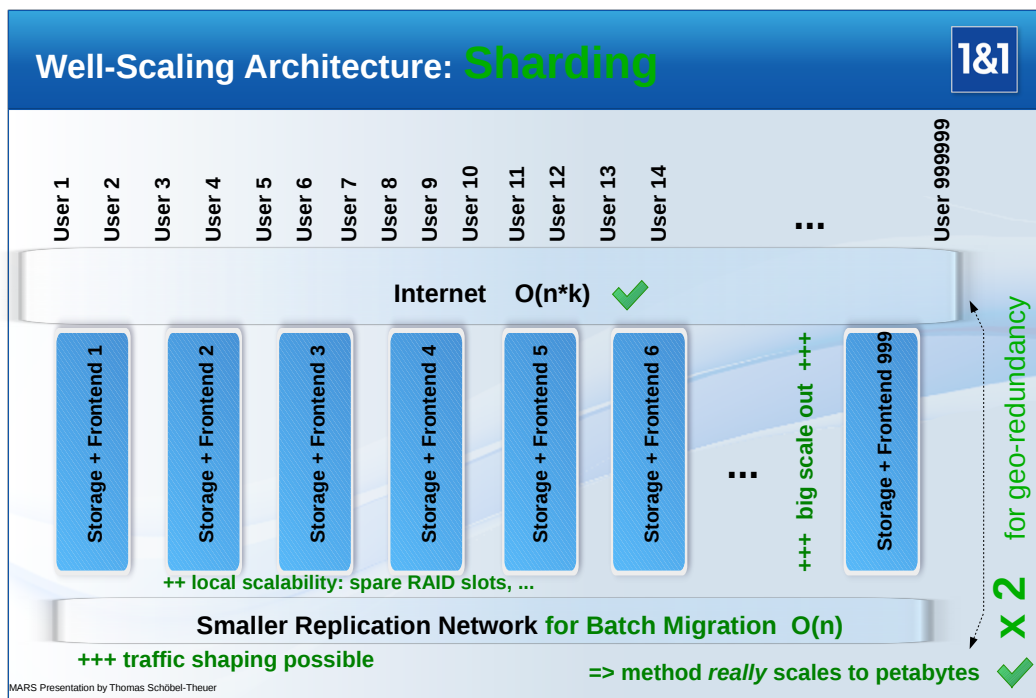 Well-Scaling Architecture: Sharding
1&1
User 1
User 2
User 3
User 4
User 5
User 6
User 7
User 8
User 9
User 10
User 11
User 12
User 13
User 14
...
User 999999
Internet O(n*k)
Storage + Frontend 1
Storage + Frontend 2
Storage + Frontend 3
Storage + Frontend 4
Storage + Frontend 5
Storage + Frontend 6
...
+++ big scale out +++
Storage + Frontend 999
x 2 for geo-redundancy
++ local scalability: spare RAID slots, ...
Smaller Replication Network for Batch Migration O(n)
+++ traffic shaping possible
=> method really scales to petabytes
MARS Presentation by Thomas Schöbel-Theuer